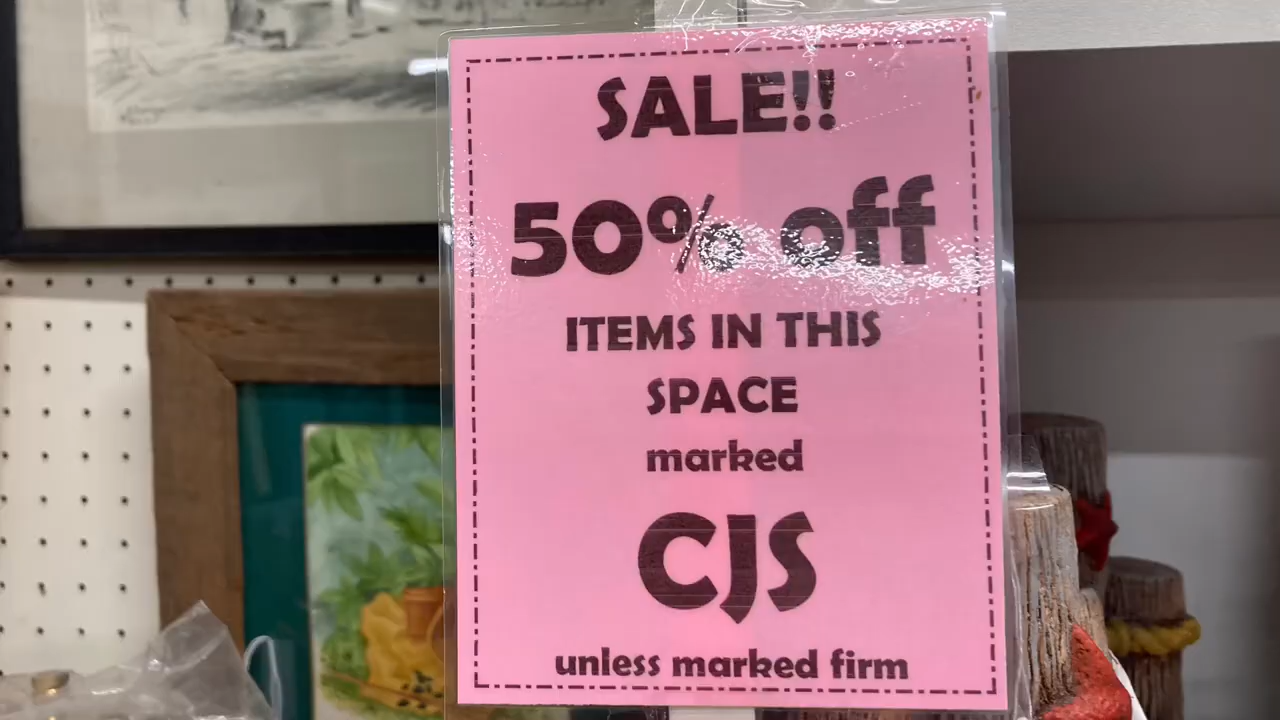 SALE!!
50% off
ITEMS IN THIS
SPACE
marked
CJS
unless marked firm